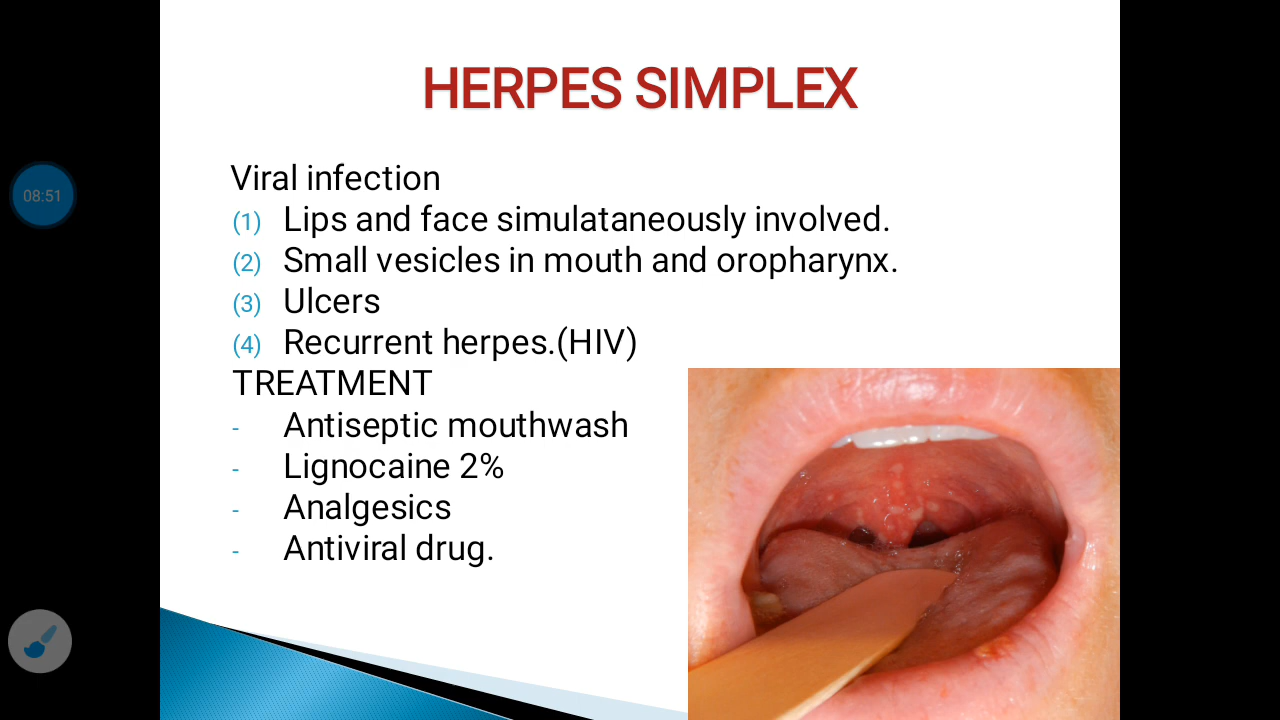 HERPES SIMPLEX
Viral infection
(1) Lips and face simulataneously involved.
(2) Small vesicles in mouth and oropharynx.
(3) Ulcers
(4) Recurrent herpes.(HIV)
TREATMENT
- Antiseptic mouthwash
- Lignocaine 2%
- Analgesics
- Antiviral drug.
08:51